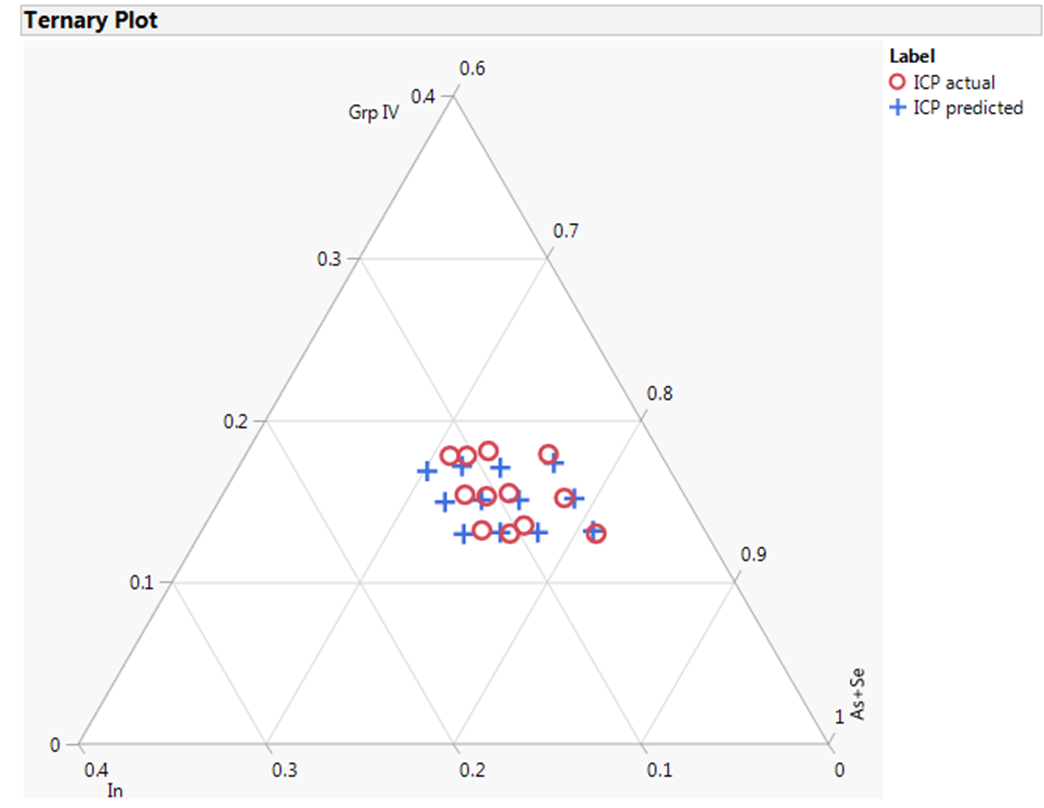 Ternary Plot
Label
ICP actual
ICP predicted
0.6
0.4
Grp IV
0.7
0.3
0.8
0.2
0.9
0.1
As+Se
1
0
0.4
0.3
0.2
0.1
0
In